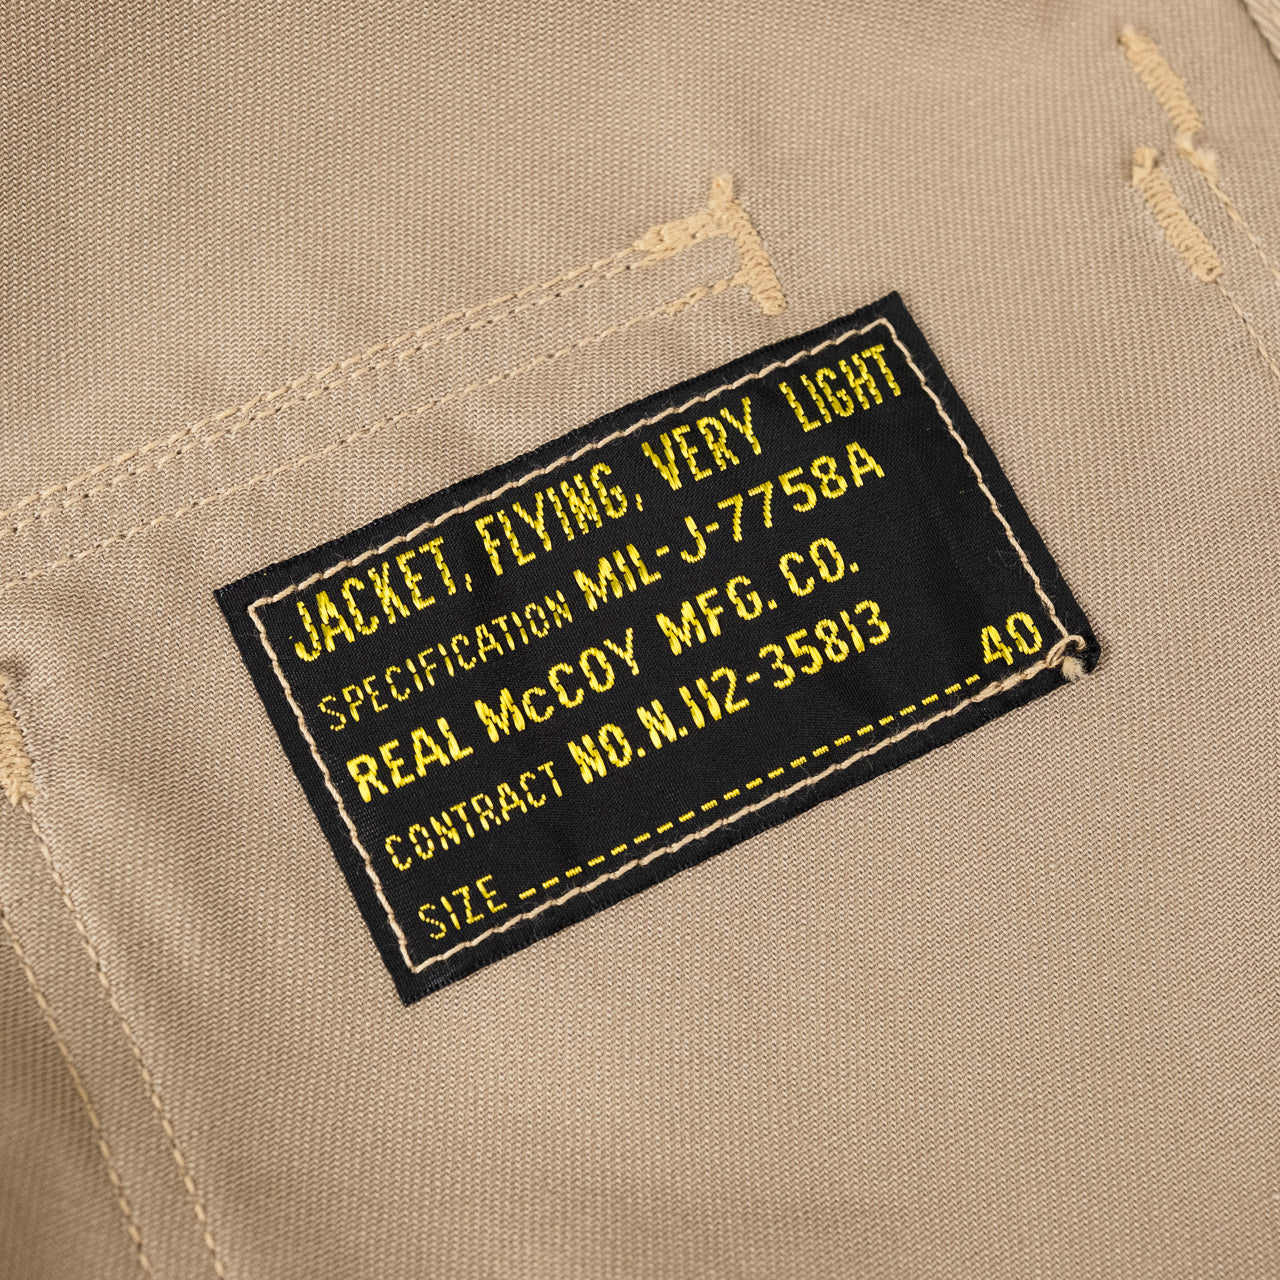 JACKET, FLYING, VERY LIGHT
SPECIFICATION MIL-J-7758A
REAL McCOY MFG. CO.
CONTRACT NO. N. 112-35813
SIZE -------------------- 40